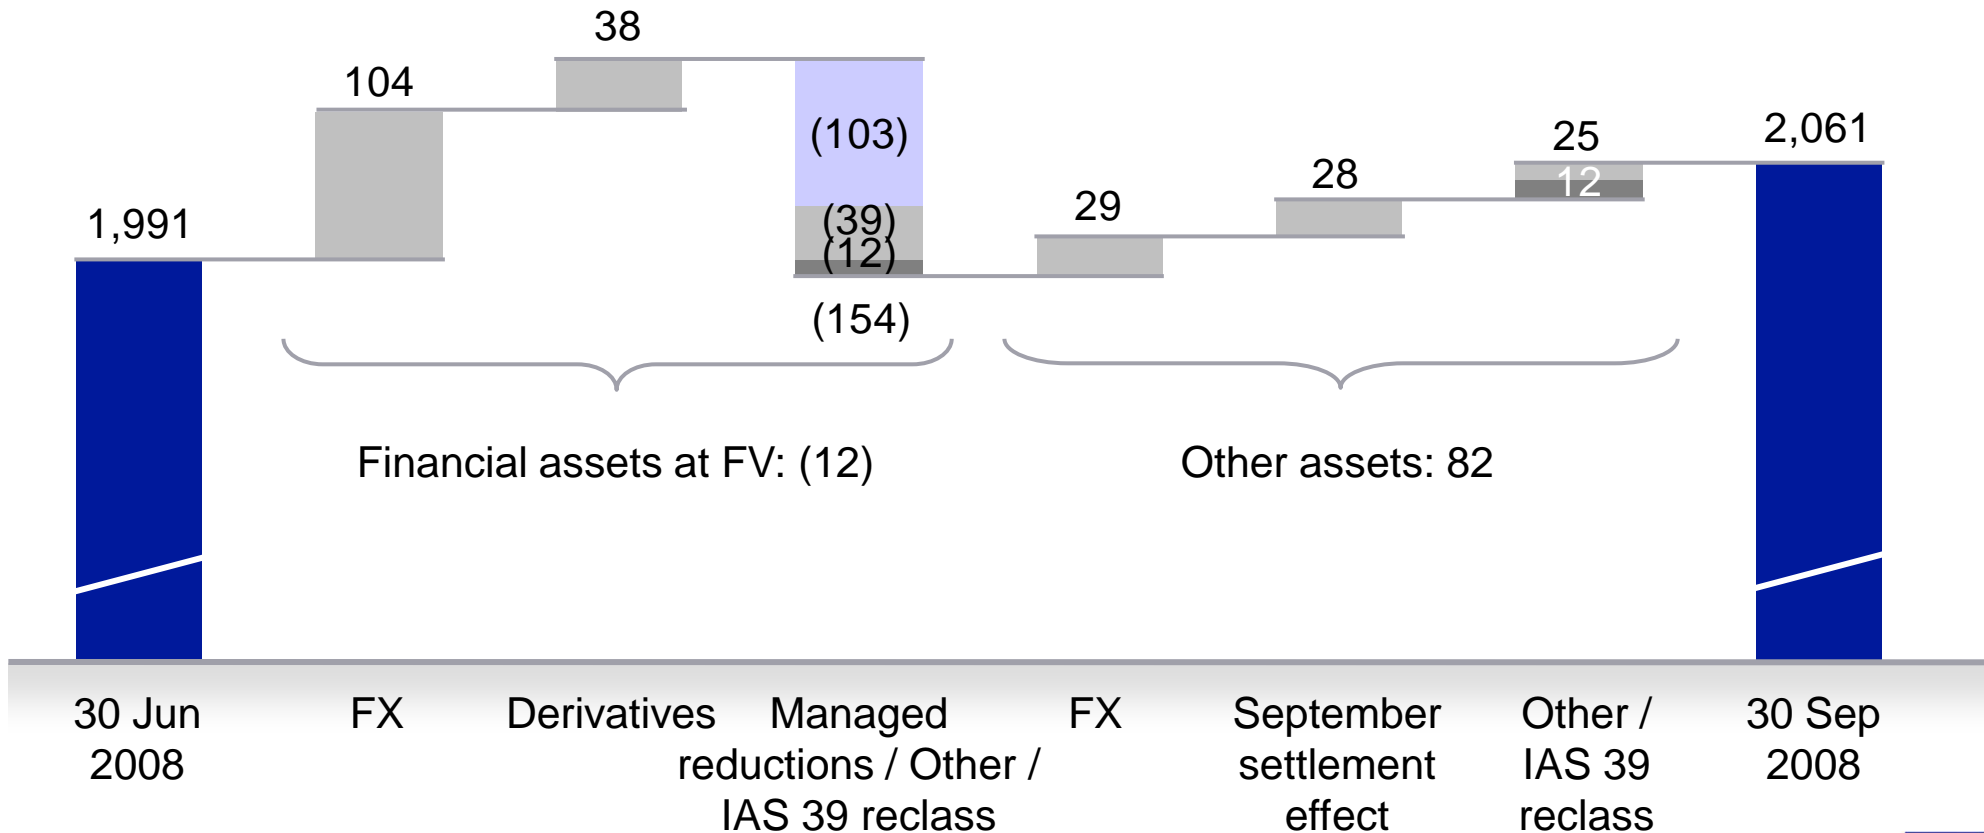 38
104
(103)
25
2,061
12
28
1,991
29
(39)
(12)
(154)
Financial assets at FV: (12)
Other assets: 82
30 Jun
2008
FX
Derivatives
Managed
reductions / Other /
IAS 39 reclass
FX
September
settlement
effect
Other /
IAS 39
reclass
30 Sep
2008